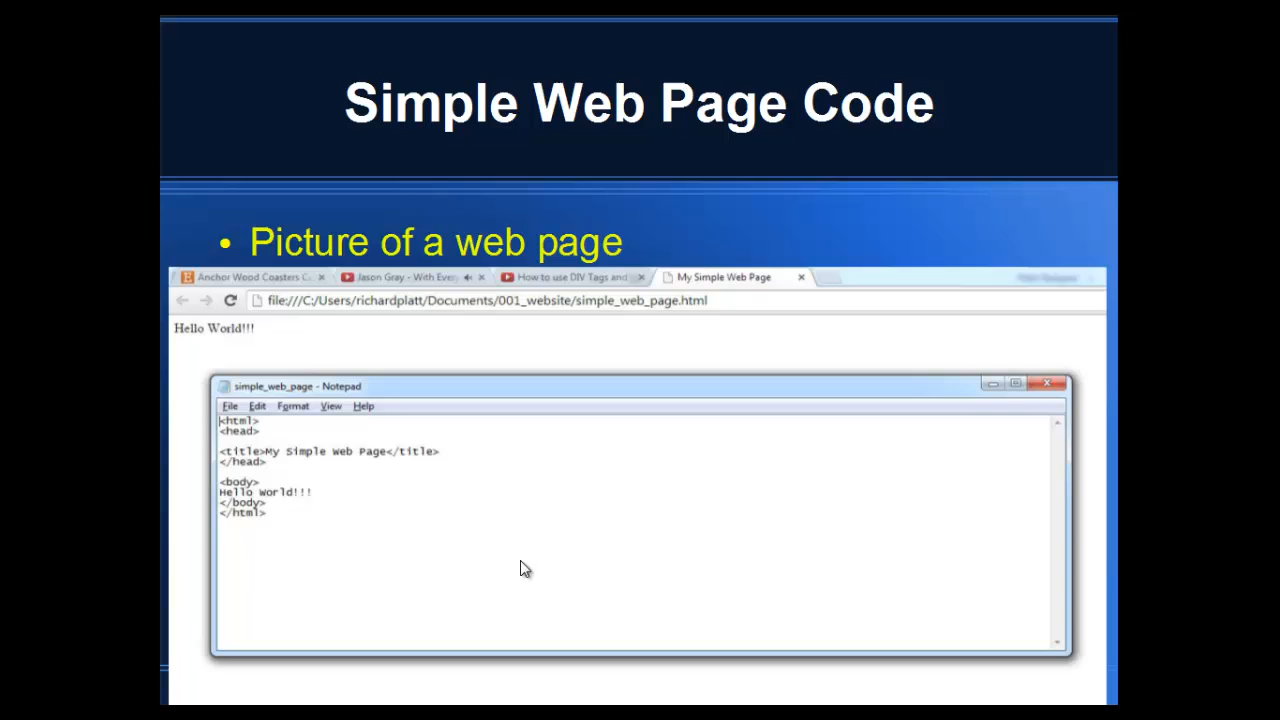 Simple Web Page Code
• Picture of a web page
Anchor Wood Coasters C
Jason Gray - With Every
How to use DIV Tags and
My Simple Web Page
file:///C:/Users/richardplatt/Documents/001_website/simple_web_page.html
Hello World!!!
simple_web_page - Notepad
File Edit Format View Help
<html>
<head>
<title>My Simple Web Page</title>
</head>
<body>
Hello World!!!
</body>
</html>